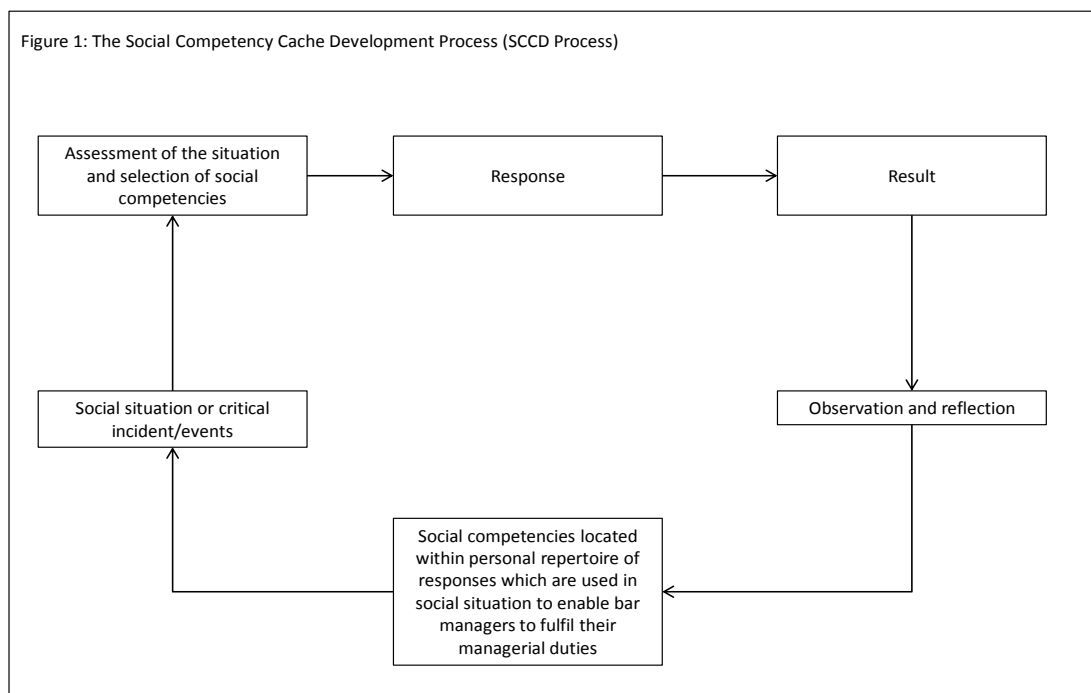 Figure 1: The Social Competency Cache Development Process (SCCD Process)
Assessment of the situation
and selection of social
competencies
Response
Result
Social situation or critical
incident/events
Observation and reflection
Social competencies located
within personal repertoire of
responses which are used in
social situation to enable bar
managers to fulfil their
managerial duties